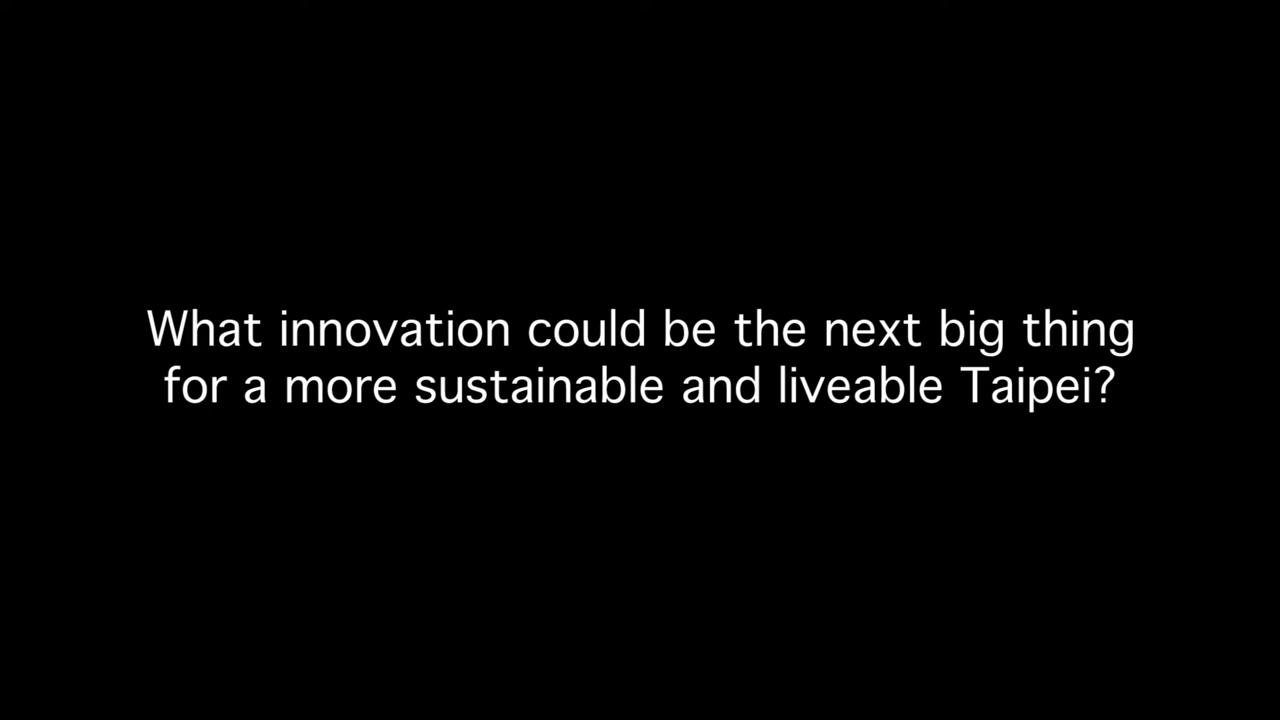 What innovation could be the next big thing
for a more sustainable and liveable Taipei?